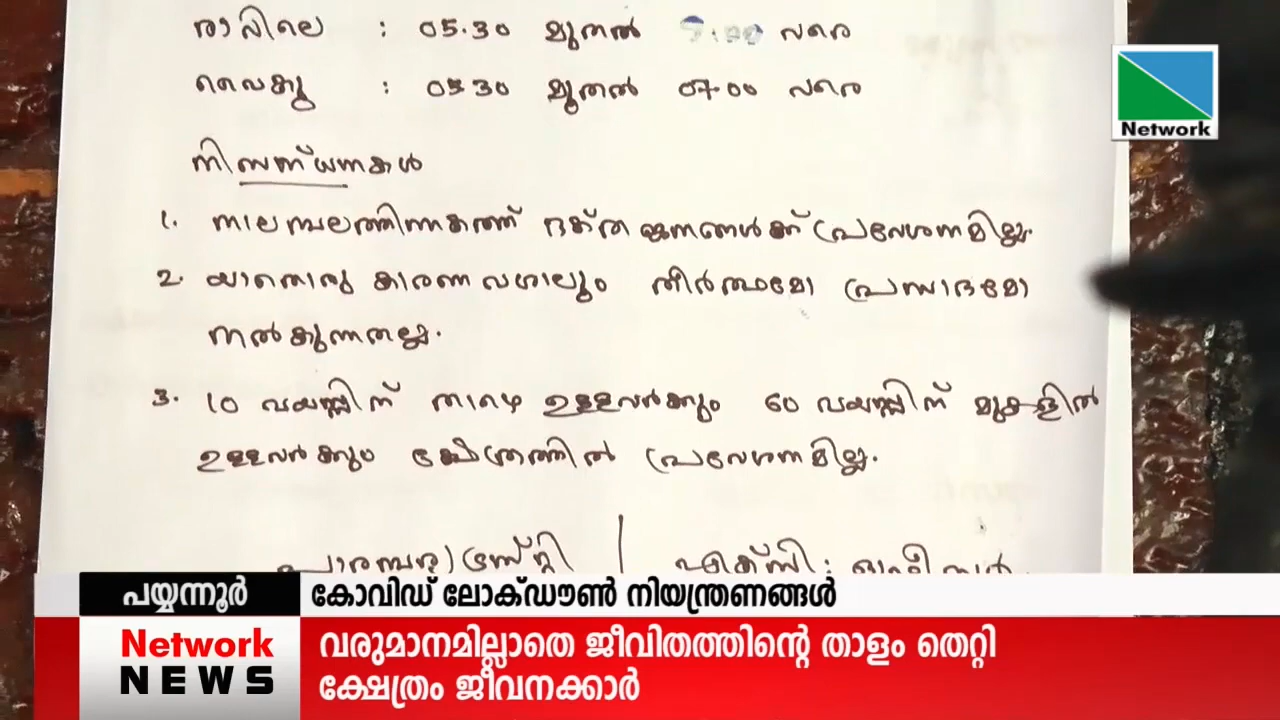 രാവിലെ : 05.30 മുതൽ വരെ
വൈകു : 05 30 മുതൽ 07.00 വരെ
നിബന്ധനകൾ
1. നാലമ്പലത്തിനകത്ത് ഭക്തജനങ്ങൾക്ക് പ്രവേശനമില്ല.
2. യാതൊരു കാരണവശാലും തീർത്ഥമോ പ്രസാദമോ
നൽകുന്നതല്ല.
3. 10 വയസ്സിന് താഴെ ഉള്ളവർക്കും 60 വയസ്സിന് മുകളിൽ
ഉള്ളവർക്കും ക്ഷേത്രത്തിൽ പ്രവേശനമില്ല.
Network
പയ്യന്നൂർ
കോവിഡ് ലോക്ഡൗൺ നിയന്ത്രണങ്ങൾ
Network
NEWS
വരുമാനമില്ലാതെ ജീവിതത്തിന്റെ താളം തെറ്റി
ക്ഷേത്രം ജീവനക്കാർ